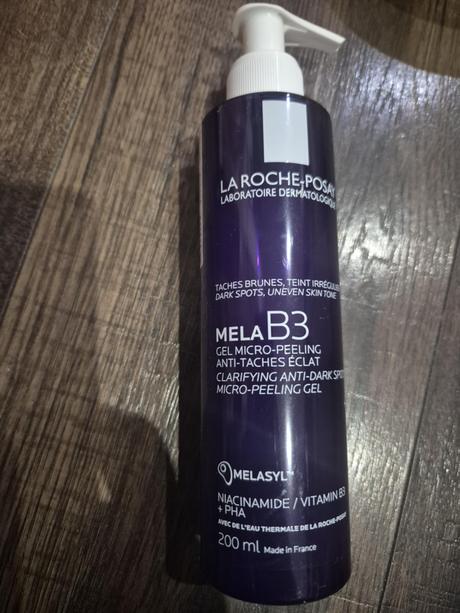 LA ROCHE-POSAY
LABORATOIRE DERMATOLOGIQUE
TACHES BRUNES, TEINT IRRÉGULIER
DARK SPOTS, UNEVEN SKIN TONE
MELA B3
GEL MICRO-PEELING
ANTI-TACHES ÉCLAT
CLARIFYING ANTI-DARK SPOT
MICRO-PEELING GEL
MELASYL™
NIACINAMIDE / VITAMIN B3
+ PHA
AVEC DE L'EAU THERMALE DE LA ROCHE-POSAY
200 ml Made in France